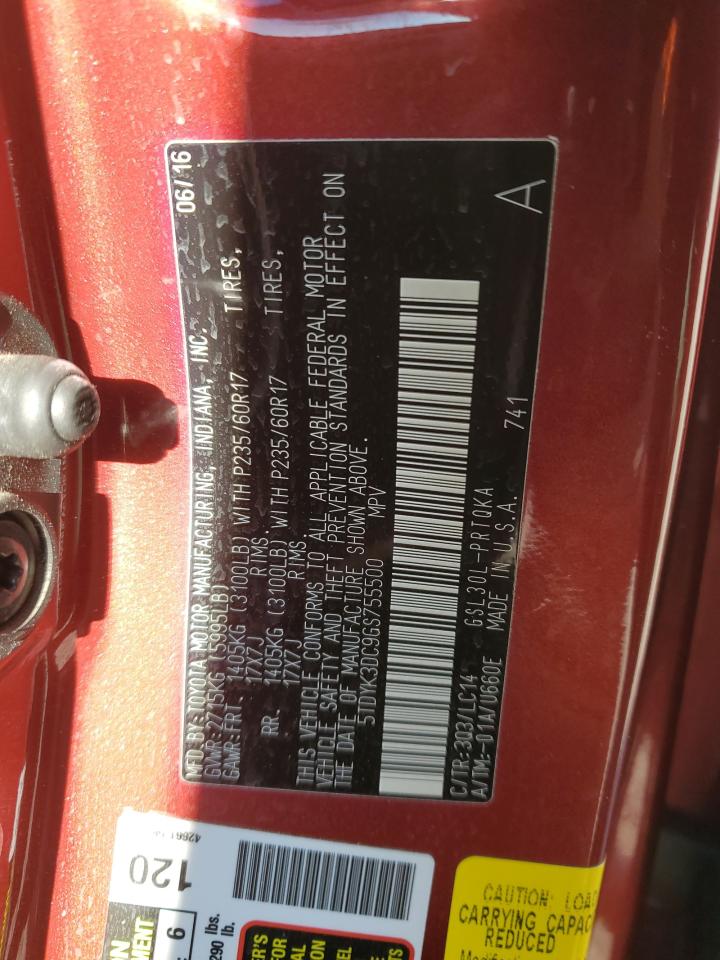 MFD BY: TOYOTA MOTOR MANUFACTURING, INDIANA, INC. 06/16
GVWR: 2715KG (5995LB)
GAWR: FRT 1405KG (3100LB) WITH P235/60R17 TIRES,
17X7J RIMS
RR. 1405KG (3100LB) WITH P235/60R17 TIRES,
17X7J RIMS
THIS VEHICLE CONFORMS TO ALL APPLICABLE FEDERAL MOTOR
VEHICLE SAFETY AND THEFT PREVENTION STANDARDS IN EFFECT ON
THE DATE OF MANUFACTURE SHOWN ABOVE.
5TDYK3DC9GS755500 MPV
C/TR: 3Q3/LC14 GSL30L-PRTQKA
A/TM: -01A/U660E MADE IN U.S.A. 741
A
120
6
290 lb.
lbs.
CAUTION: LOAD
CARRYING CAPAC
REDUCED